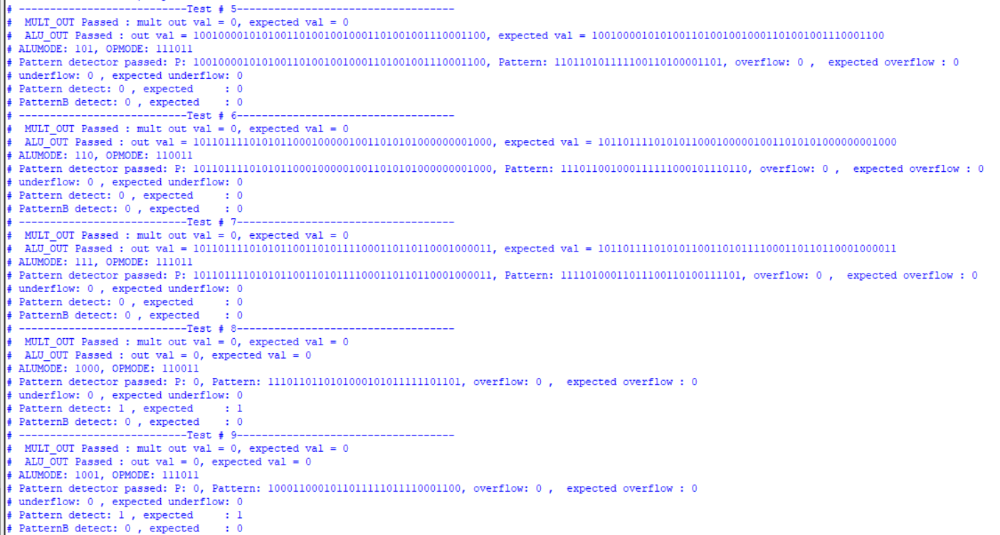 # ---------------------------Test # 5-----------------------------------
#  MULT_OUT Passed : mult out val = 0, expected val = 0
#  ALU_OUT Passed : out val = 100100001010100110100100100011010010011100011​00, expected val = 100100001010100110100100100011010010011100011​00
# ALUMODE: 101, OPMODE: 111011
# Pattern detector passed: P: 100100001010100110100100100011010010011100011​00, Pattern: 110110101111100110100001101, overflow: 0 ,  expected overflow : 0
# underflow: 0 , expected underflow: 0
# Pattern detect: 0 , expected    : 0
# PatternB detect: 0 , expected    : 0
# ---------------------------Test # 6-----------------------------------
#  MULT_OUT Passed : mult out val = 0, expected val = 0
#  ALU_OUT Passed : out val = 101101111010101100010000010011010101000000001000, expected val = 101101111010101100010000010011010101000000001000
# ALUMODE: 110, OPMODE: 110011
# Pattern detector passed: P: 101101111010101100010000010011010101000000001000, Pattern: 111011001000111111000101110110, overflow: 0 ,  expected overflow : 0
# underflow: 0 , expected underflow: 0
# Pattern detect: 0 , expected    : 0
# PatternB detect: 0 , expected    : 0
# ---------------------------Test # 7-----------------------------------
#  MULT_OUT Passed : mult out val = 0, expected val = 0
#  ALU_OUT Passed : out val = 101101111010101100110101111000110110110001000011, expected val = 101101111010101100110101111000110110110001000011
# ALUMODE: 111, OPMODE: 111011
# Pattern detector passed: P: 101101111010101100110101111000110110110001000011, Pattern: 11110100011011100110100111101, overflow: 0 ,  expected overflow : 0
# underflow: 0 , expected underflow: 0
# Pattern detect: 0 , expected    : 0
# PatternB detect: 0 , expected    : 0
# ---------------------------Test # 8-----------------------------------
#  MULT_OUT Passed : mult out val = 0, expected val = 0
#  ALU_OUT Passed : out val = 0, expected val = 0
# ALUMODE: 1000, OPMODE: 110011
# Pattern detector passed: P: 0, Pattern: 1110110110101000101011111101101, overflow: 0 ,  expected overflow : 0
# underflow: 0 , expected underflow: 0
# Pattern detect: 1 , expected    : 1
# PatternB detect: 0 , expected    : 0
# ---------------------------Test # 9-----------------------------------
#  MULT_OUT Passed : mult out val = 0, expected val = 0
#  ALU_OUT Passed : out val = 0, expected val = 0
# ALUMODE: 1001, OPMODE: 111011
# Pattern detector passed: P: 0, Pattern: 1000110001011011111011110001100, overflow: 0 ,  expected overflow : 0
# underflow: 0 , expected underflow: 0
# Pattern detect: 1 , expected    : 1
# PatternB detect: 0 , expected    : 0